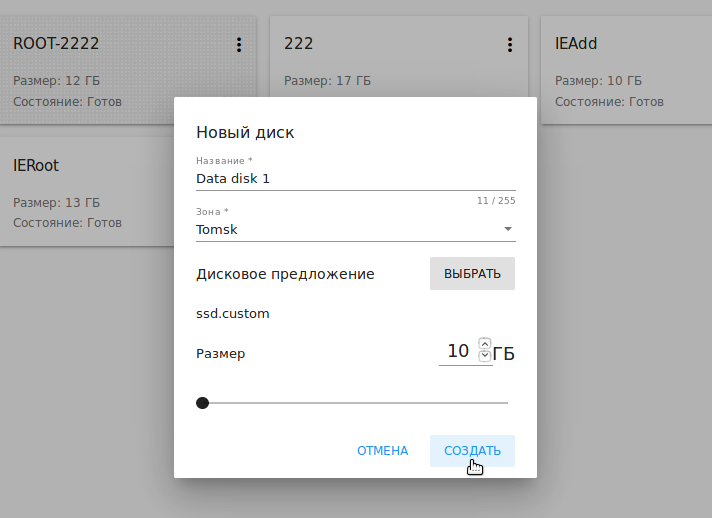 ROOT-2222
Размер: 12 ГБ
Состояние: Готов
222
Размер: 17 ГБ
IEAdd
Размер: 10 ГБ
Состояние: Готов
IERoot
Размер: 13 ГБ
Состояние: Готов
Новый диск
Название *
Data disk 1
11 / 255
Зона *
Tomsk
Дисковое предложение
ВЫБРАТЬ
ssd.custom
Размер
10 ГБ
ОТМЕНА
СОЗДАТЬ